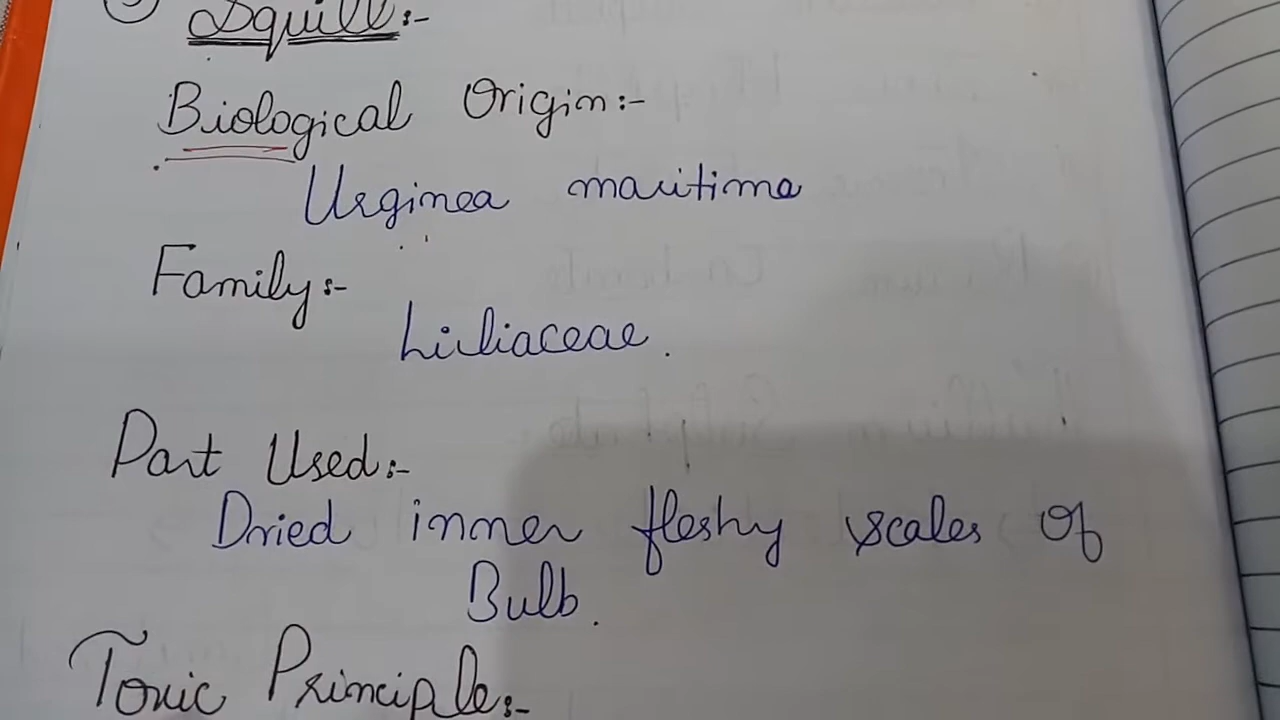 Squill:-
Biological Origin:-
Urginea maritima
Family:-
Liliaceae.
Part Used:-
Dried inner fleshy scales of
Bulb.
Toxic Principle:-